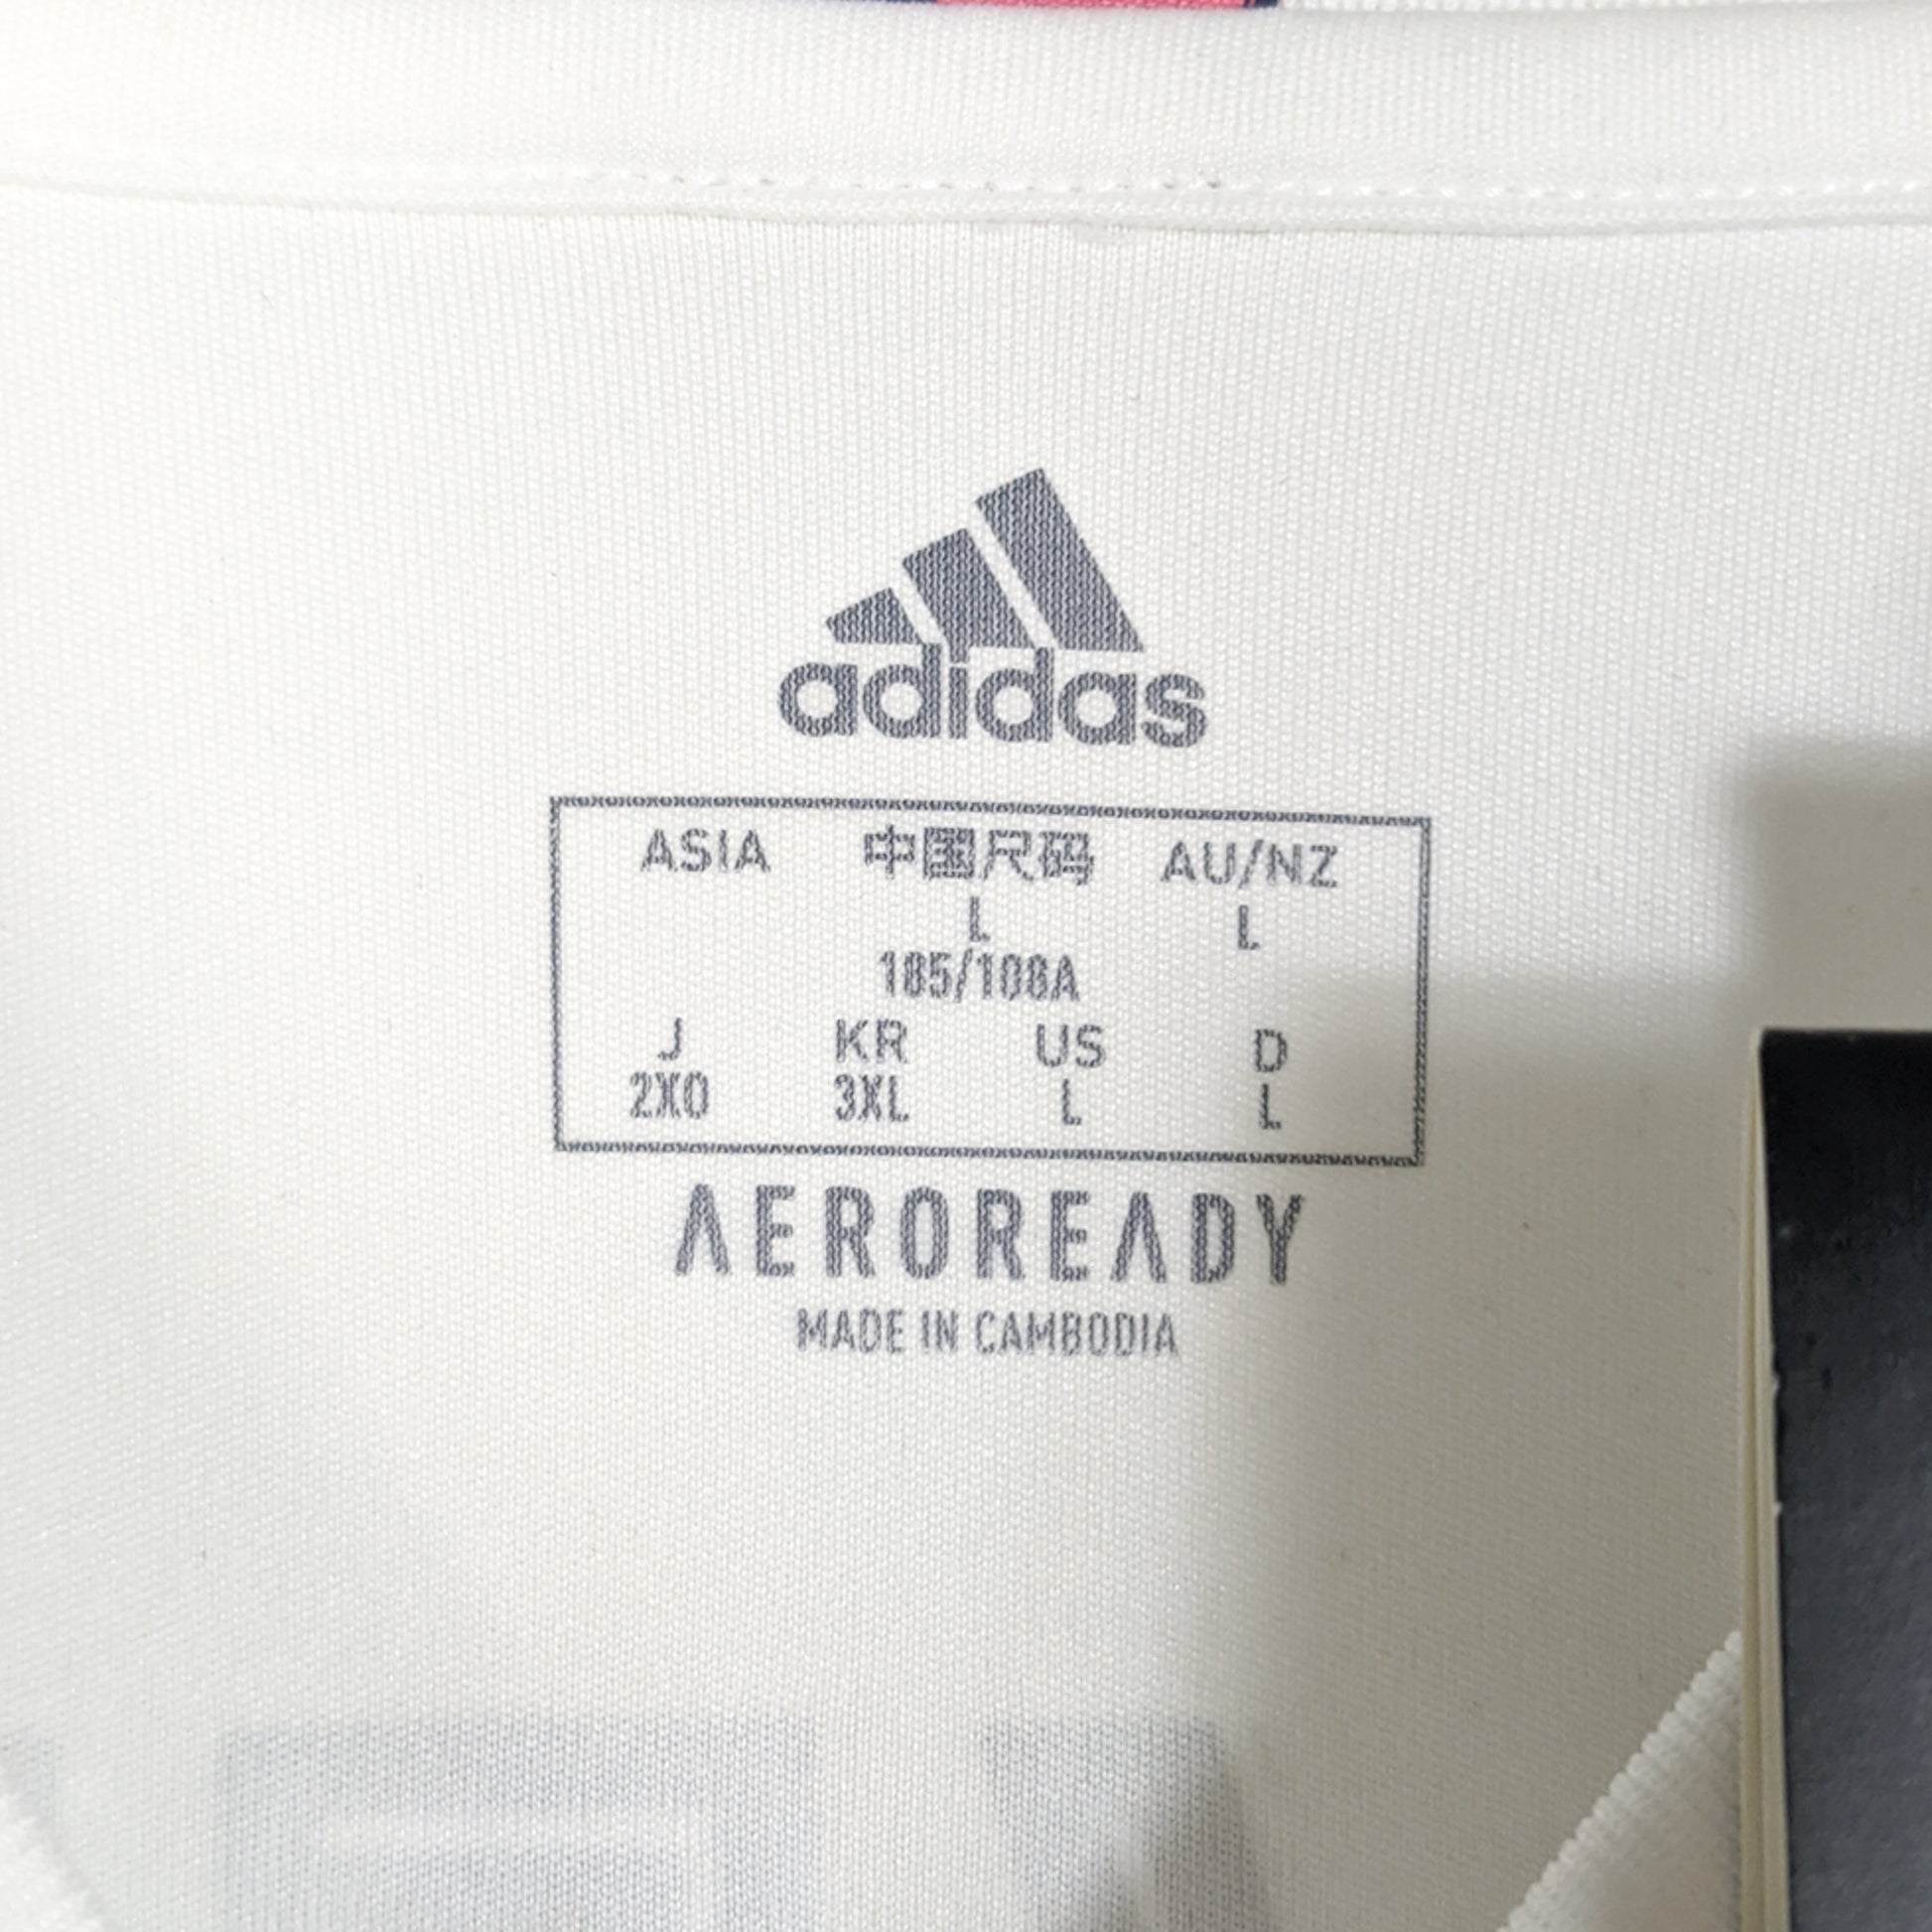 adidas
ASIA 中国尺码 AU/NZ
L L
185/108A
J KR US D
2XO 3XL L L
AEROREADY
MADE IN CAMBODIA